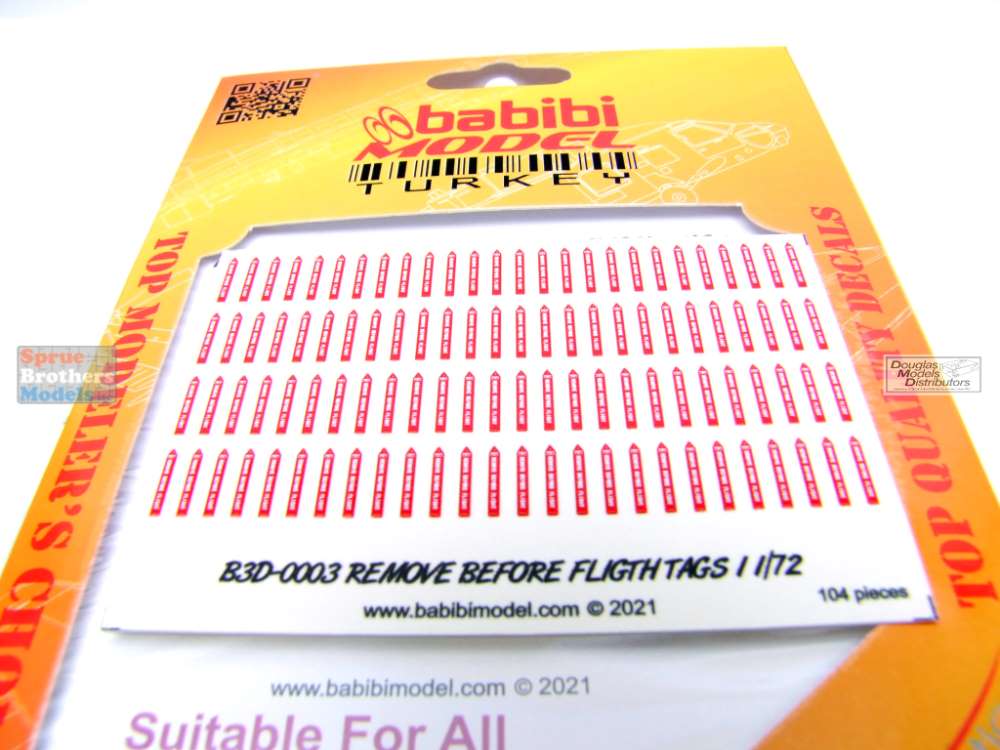 babibi
MODEL
TURKEY
TOP MODELLER'S
TOP QUALITY DECALS
Sprue
Brothers
Models
Douglas
Models
Distributors
B3D-0003 REMOVE BEFORE FLIGTH TAGS I 1/72
104 pieces
www.babibimodel.com © 2021
www.babibimodel.com © 2021
Suitable For All